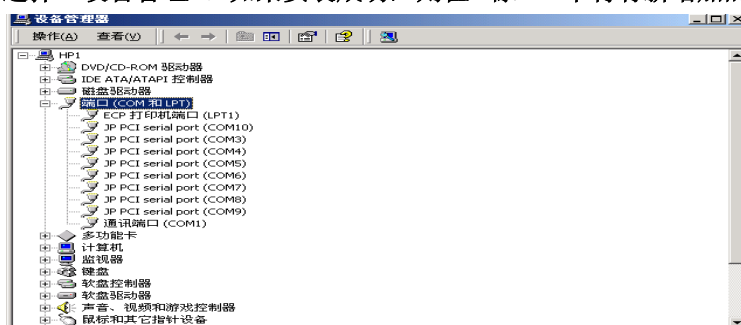 设备管理器
操作(A) 查看(V)
HP1
DVD/CD-ROM 驱动器
IDE ATA/ATAPI 控制器
磁盘驱动器
端口 (COM 和 LPT)
ECP 打印机端口 (LPT1)
JP PCI serial port (COM10)
JP PCI serial port (COM3)
JP PCI serial port (COM4)
JP PCI serial port (COM5)
JP PCI serial port (COM6)
JP PCI serial port (COM7)
JP PCI serial port (COM8)
JP PCI serial port (COM9)
通讯端口 (COM1)
多功能卡
计算机
监视器
键盘
软盘控制器
软盘驱动器
声音、视频和游戏控制器
鼠标和其它指针设备